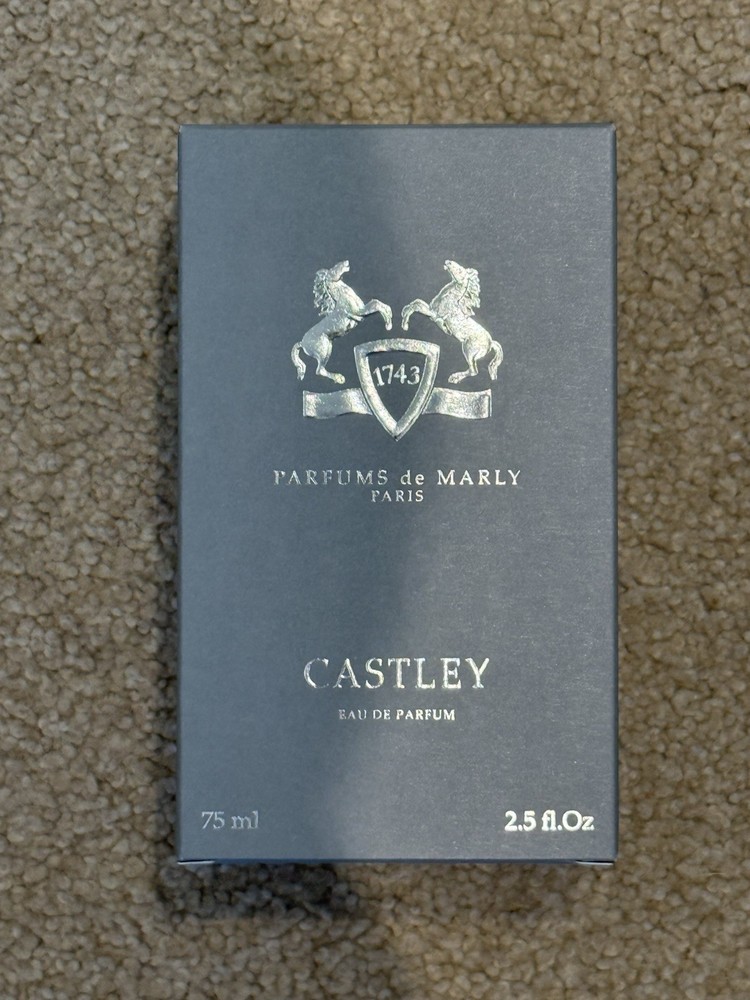 1743
PARFUMS de MARLY
PARIS
CASTLEY
EAU DE PARFUM
75 ml
2.5 fl.Oz